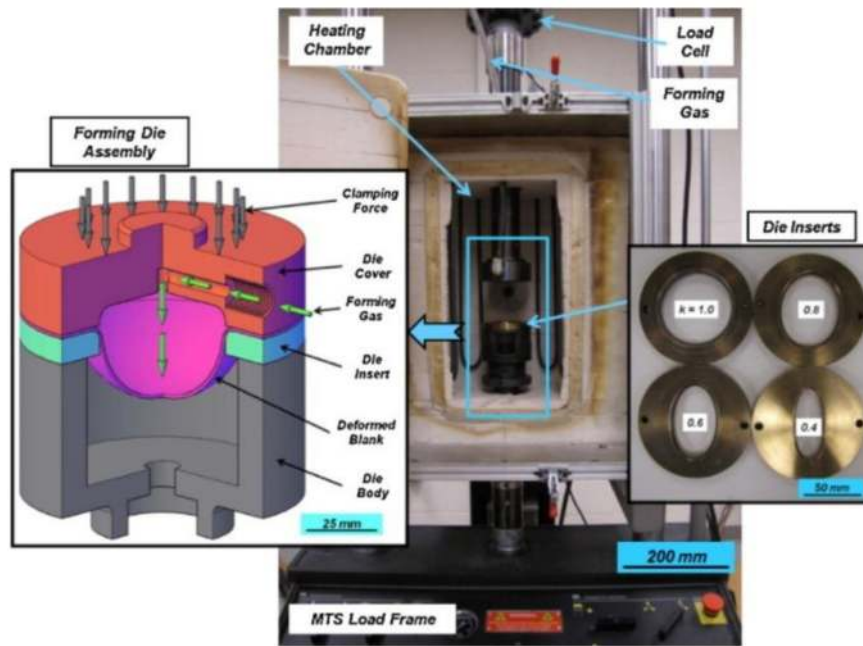 Heating
Chamber
Load
Cell
Forming
Gas
Forming Die
Assembly
Clamping
Force
Die
Cover
Forming
Gas
Die
Insert
Deformed
Blank
Die
Body
25 mm
Die Inserts
k = 1.0
0.8
0.6
0.4
50 mm
200 mm
MTS Load Frame